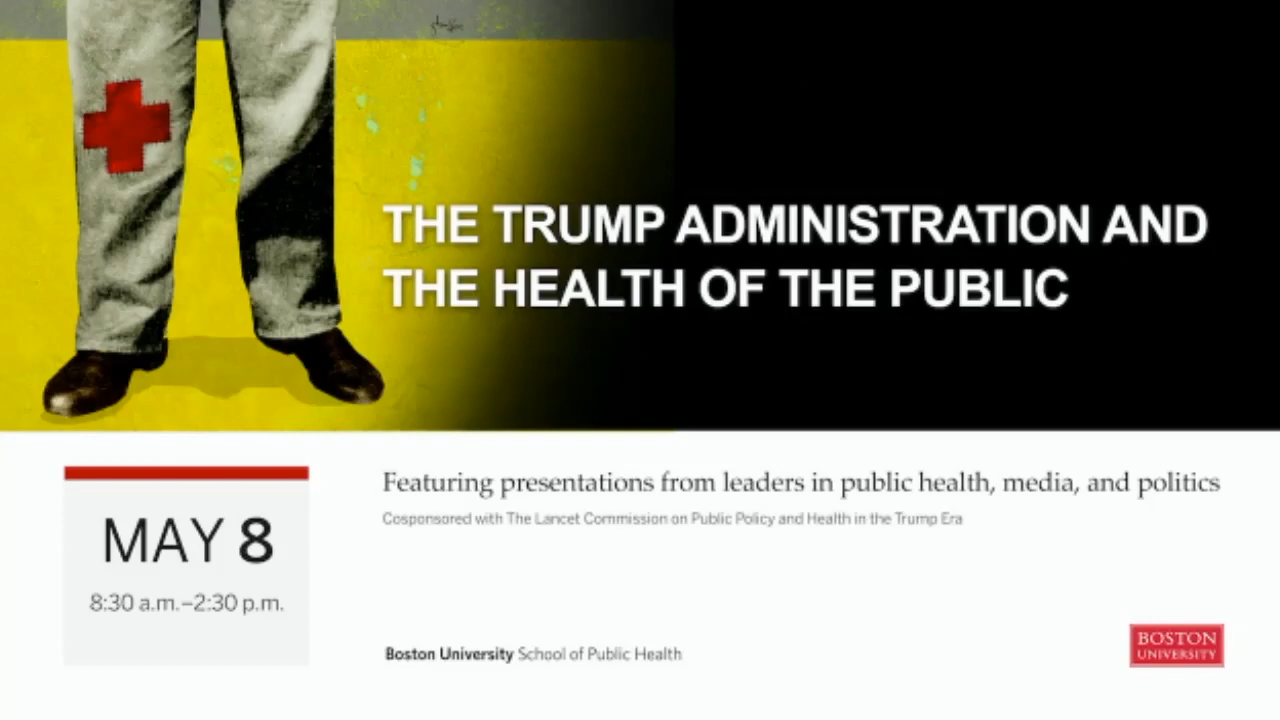 THE TRUMP ADMINISTRATION AND
THE HEALTH OF THE PUBLIC
MAY 8
8:30 a.m.–2:30 p.m.
Featuring presentations from leaders in public health, media, and politics
Cosponsored with The Lancet Commission on Public Policy and Health in the Trump Era
Boston University School of Public Health
BOSTON
UNIVERSITY